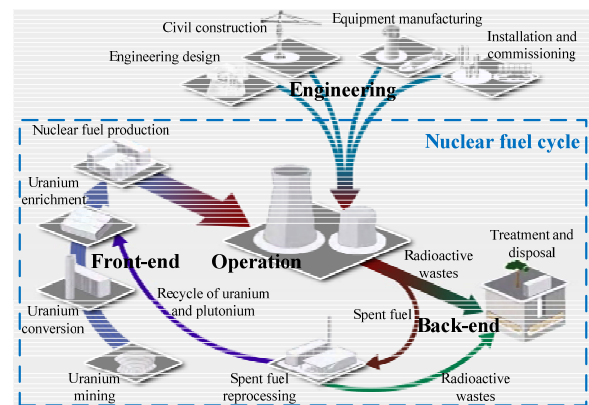 Civil construction
Equipment manufacturing
Installation and
commissioning
Engineering design
Engineering
Nuclear fuel production
Nuclear fuel cycle
Uranium
enrichment
Front-end
Operation
Radioactive
wastes
Treatment and
disposal
Recycle of uranium
and plutonium
Spent fuel
Back-end
Uranium
conversion
Uranium
mining
Spent fuel
reprocessing
Radioactive
wastes